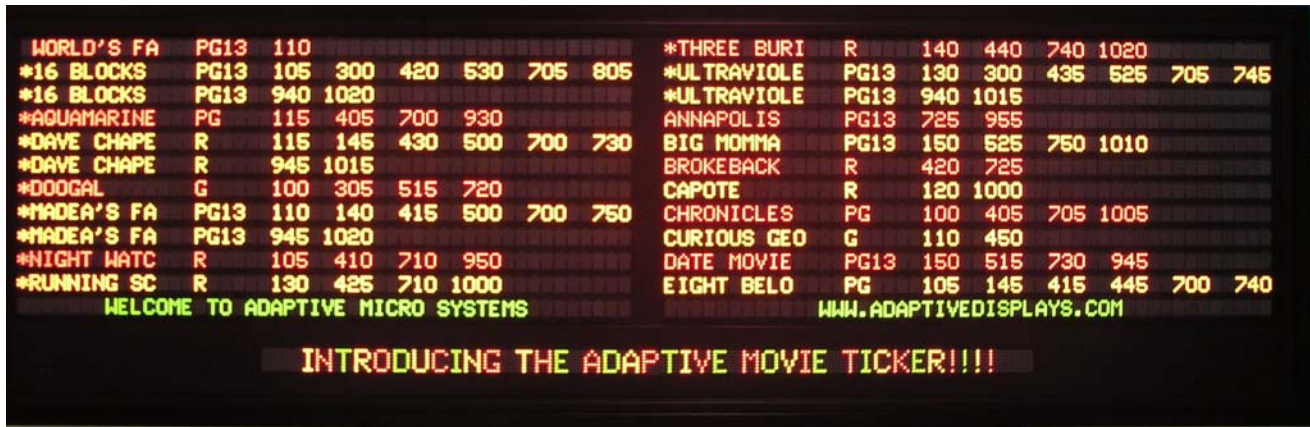 WORLD'S FA PG13 110
*16 BLOCKS PG13 105 300 420 530 705 805
*16 BLOCKS PG13 940 1020
*AQUAMARINE PG 115 405 700 930
*DAVE CHAPE R 115 145 430 500 700 730
*DAVE CHAPE R 945 1015
*DOOGAL G 100 305 515 720
*MADEA'S FA PG13 110 140 415 500 700 750
*MADEA'S FA PG13 945 1020
*NIGHT WATC R 105 410 710 950
*RUNNING SC R 130 425 710 1000
WELCOME TO ADAPTIVE MICRO SYSTEMS
*THREE BURI R 140 440 740 1020
*ULTRAVIOLE PG13 130 300 435 525 705 745
*ULTRAVIOLE PG13 940 1015
ANNAPOLIS PG13 725 955
BIG MOMMA PG13 150 525 750 1010
BROKEBACK R 420 725
CAPOTE R 120 1000
CHRONICLES PG 100 405 705 1005
CURIOUS GEO G 110 450
DATE MOVIE PG13 150 515 730 945
EIGHT BELO PG 105 145 415 445 700 740
WWW.ADAPTIVEDISPLAYS.COM
INTRODUCING THE ADAPTIVE MOVIE TICKER!!!!